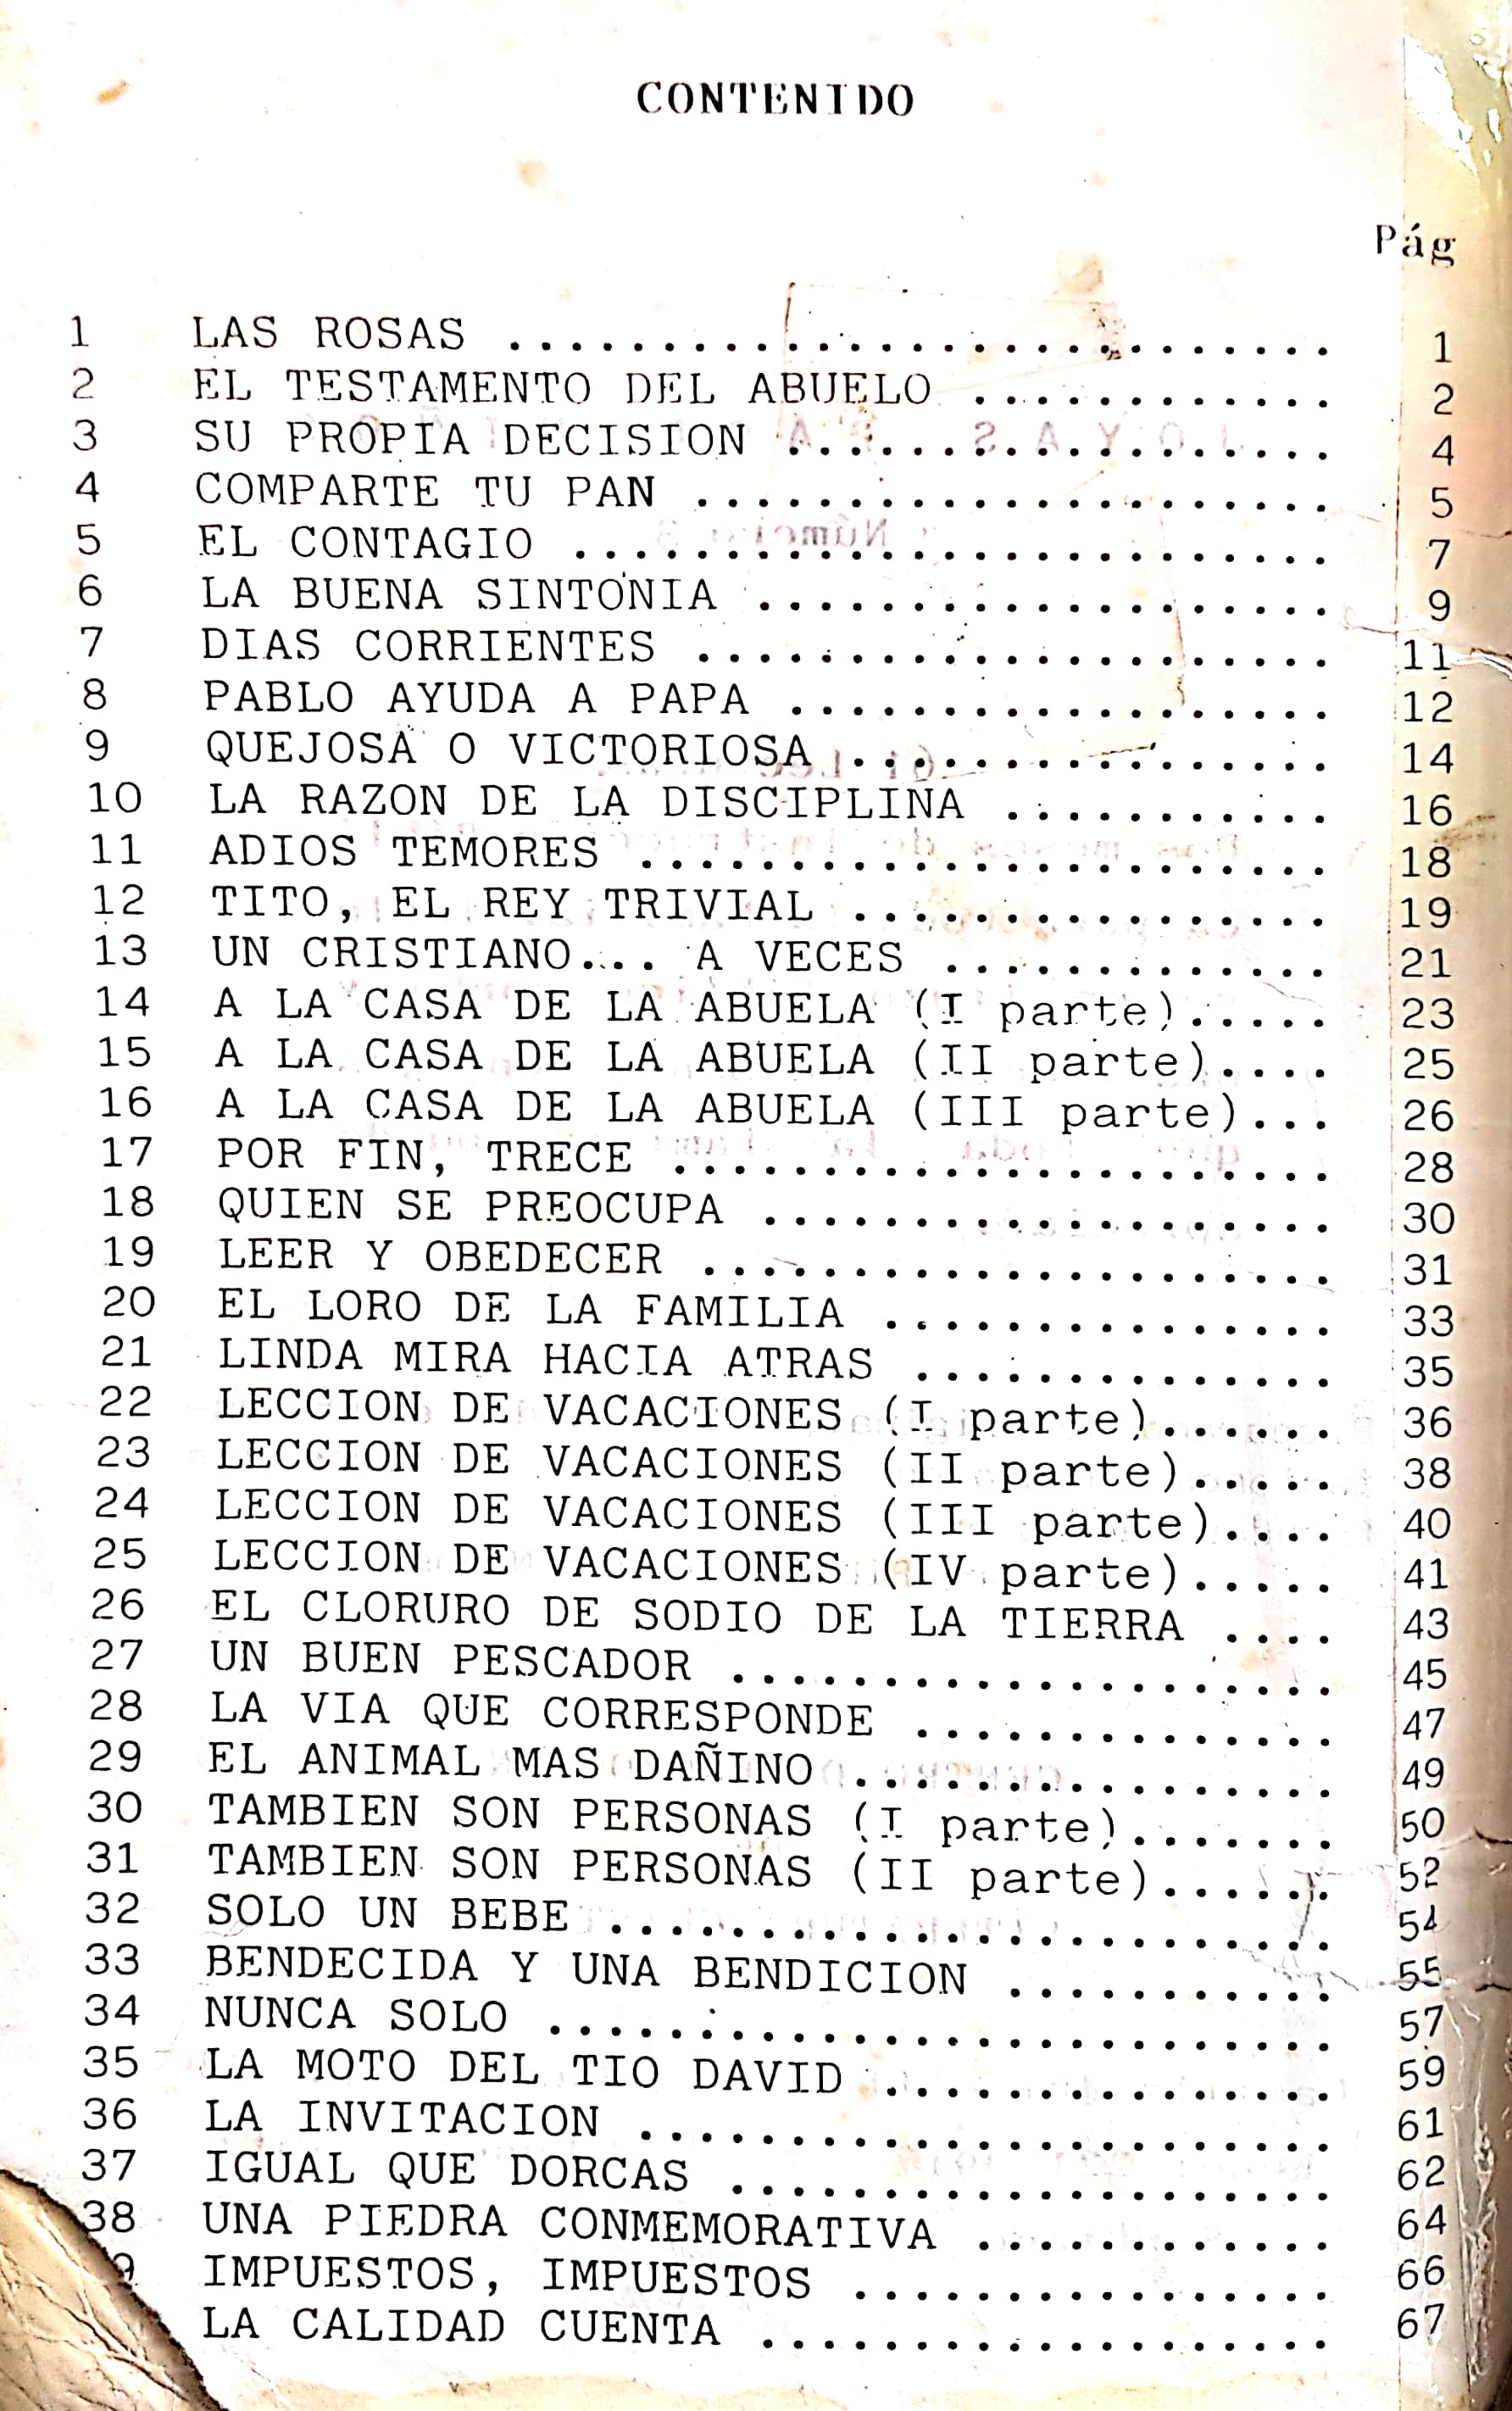 CONTENIDO
Pág
1 LAS ROSAS ........................... 1
2 EL TESTAMENTO DEL ABUELO ............ 2
3 SU PROPIA DECISION .................. 4
4 COMPARTE TU PAN ..................... 5
5 EL CONTAGIO ......................... 7
6 LA BUENA SINTONIA ................... 9
7 DIAS CORRIENTES ..................... 11
8 PABLO AYUDA A PAPA .................. 12
9 QUEJOSA O VICTORIOSA ................ 14
10 LA RAZON DE LA DISCIPLINA ........... 16
11 ADIOS TEMORES ....................... 18
12 TITO, EL REY TRIVIAL ................ 19
13 UN CRISTIANO... A VECES ............. 21
14 A LA CASA DE LA ABUELA (I parte)..... 23
15 A LA CASA DE LA ABUELA (II parte).... 25
16 A LA CASA DE LA ABUELA (III parte)... 26
17 POR FIN, TRECE ...................... 28
18 QUIEN SE PREOCUPA ................... 30
19 LEER Y OBEDECER ..................... 31
20 EL LORO DE LA FAMILIA ............... 33
21 LINDA MIRA HACIA ATRAS .............. 35
22 LECCION DE VACACIONES (I parte)...... 36
23 LECCION DE VACACIONES (II parte)..... 38
24 LECCION DE VACACIONES (III parte).... 40
25 LECCION DE VACACIONES (IV parte)..... 41
26 EL CLORURO DE SODIO DE LA TIERRA .... 43
27 UN BUEN PESCADOR .................... 45
28 LA VIA QUE CORRESPONDE .............. 47
29 EL ANIMAL MAS DAÑINO ................ 49
30 TAMBIEN SON PERSONAS (I parte)....... 50
31 TAMBIEN SON PERSONAS (II parte)...... 52
32 SOLO UN BEBE ........................ 54
33 BENDECIDA Y UNA BENDICION ........... 55
34 NUNCA SOLO .......................... 57
35 LA MOTO DEL TIO DAVID ............... 59
36 LA INVITACION ....................... 61
37 IGUAL QUE DORCAS .................... 62
38 UNA PIEDRA CONMEMORATIVA ............ 64
9 IMPUESTOS, IMPUESTOS ................ 66
LA CALIDAD CUENTA ................... 67